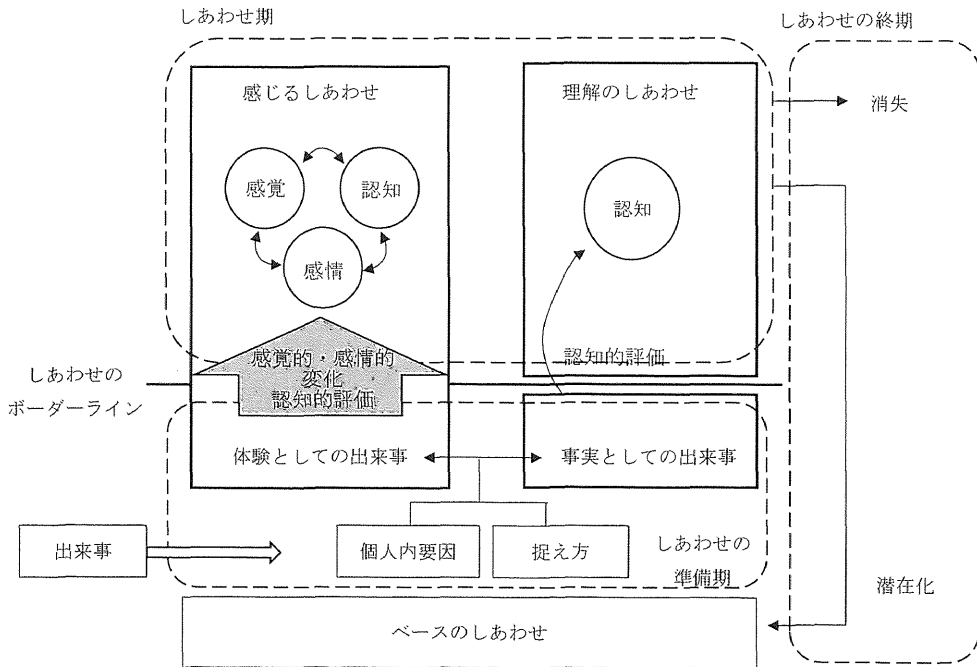 しあわせ期
しあわせの終期
感じるしあわせ
理解のしあわせ
消失
感覚
認知
認知
感情
感覚的・感情的
変化
認知的評価
認知的評価
しあわせの
ボーダーライン
体験としての出来事
事実としての出来事
出来事
個人内要因
捉え方
しあわせの
準備期
潜在化
ベースのしあわせ